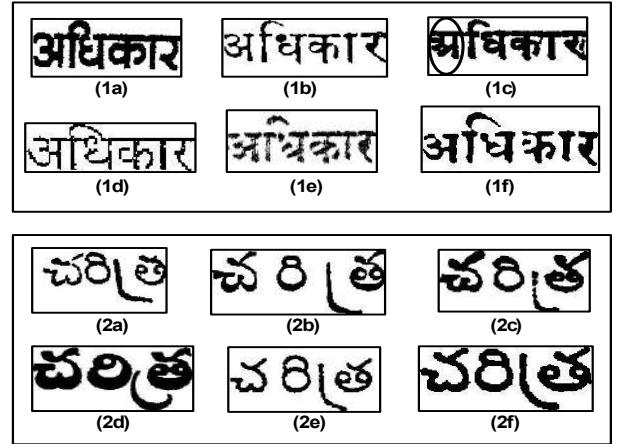 अधिकार अधिकार अधिकार
(1a) (1b) (1c)
अधिकार अधिकार अधिकार
(1d) (1e) (1f)
చరిత్ర చరిత్ర చరిత్ర
(2a) (2b) (2c)
చరిత్ర చరిత్ర చరిత్ర
(2d) (2e) (2f)